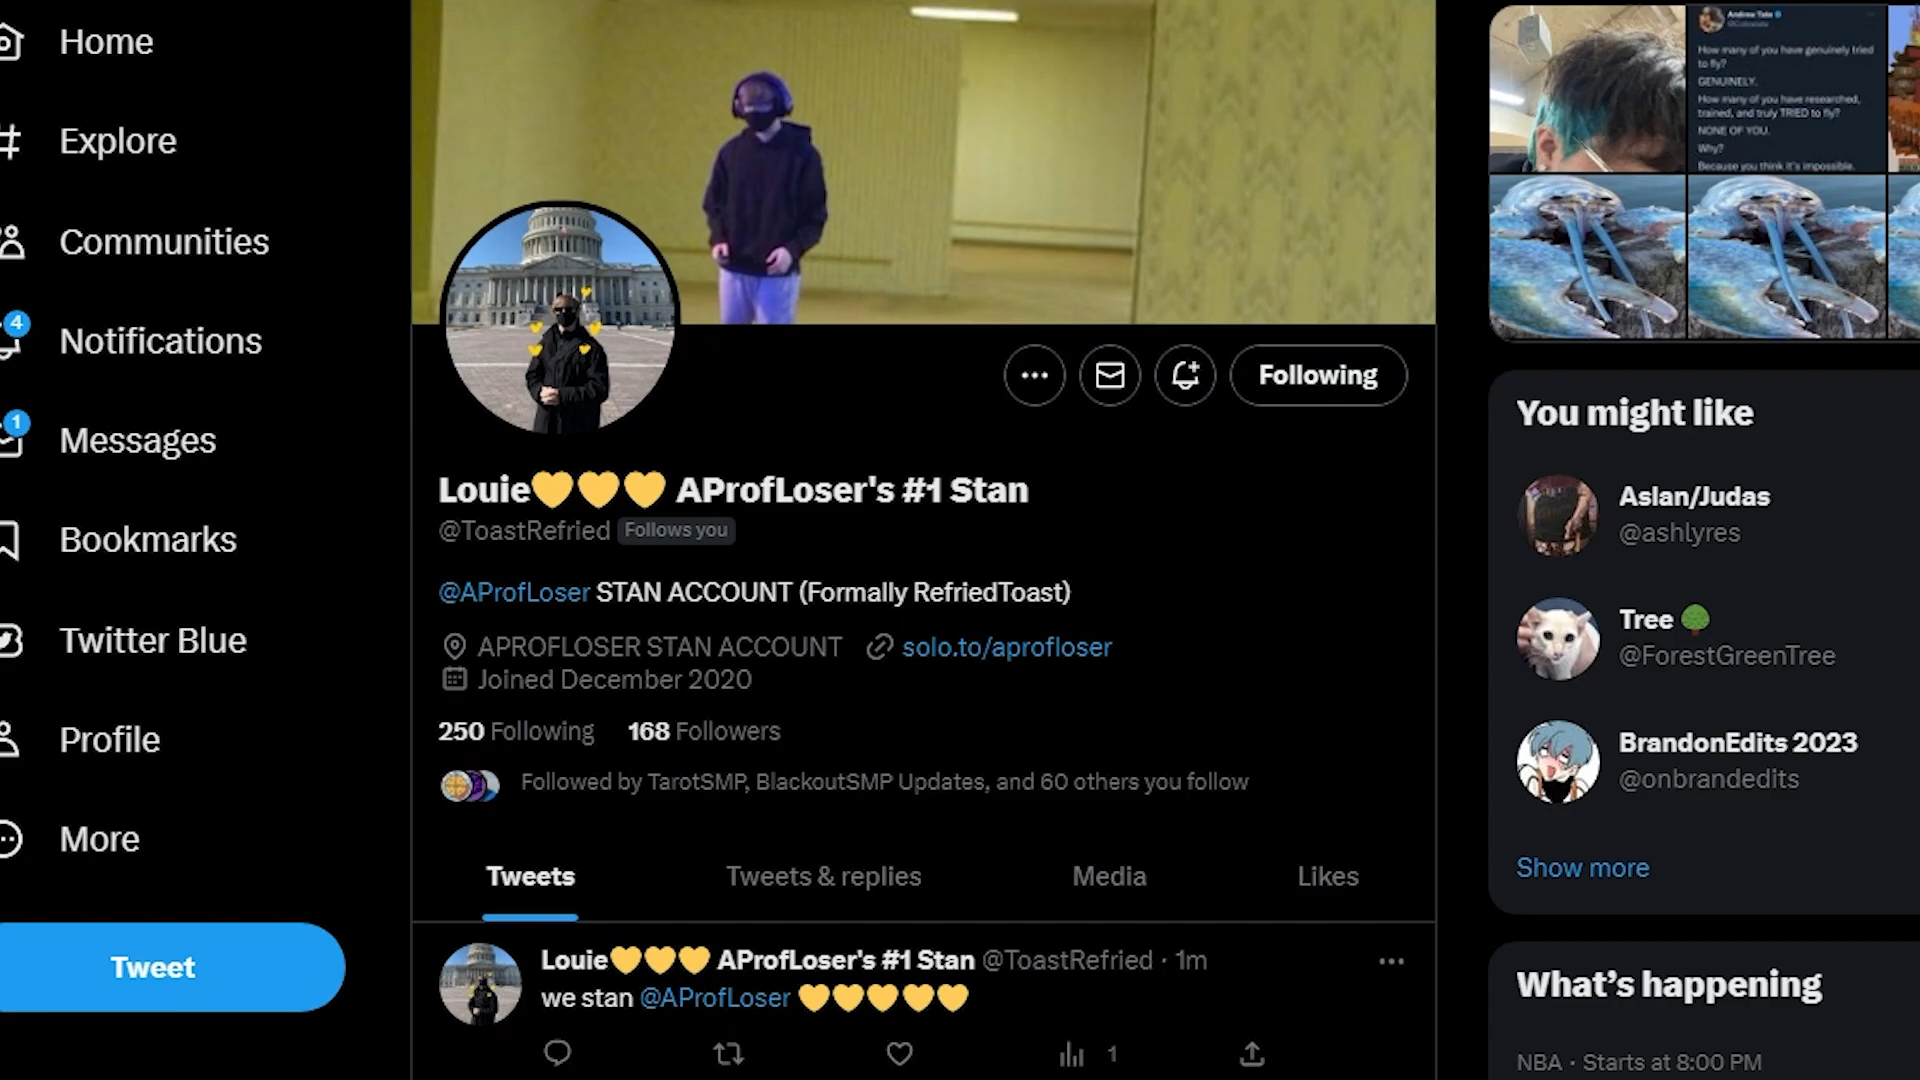 Home
Explore
Communities
4
Notifications
1
Messages
Bookmarks
Twitter Blue
Profile
More
Tweet
Following
Louie💛💛💛 AProfLoser's #1 Stan
@ToastRefried Follows you
@AProfLoser STAN ACCOUNT (Formally RefriedToast)
APROFLOSER STAN ACCOUNT solo.to/aprofloser
Joined December 2020
250 Following 168 Followers
Followed by TarotSMP, BlackoutSMP Updates, and 60 others you follow
Tweets Tweets & replies Media Likes
Louie💛💛💛 AProfLoser's #1 Stan @ToastRefried · 1m
we stan @AProfLoser 💛💛💛💛💛
1
Andrew Tate
How many of you have genuinely tried
to fly?
GENUINELY.
How many of you have researched,
trained, and truly TRIED to fly?
NONE OF YOU.
Why?
Because you think it's impossible.
You might like
Aslan/Judas
@ashlyres
Tree 🌳
@ForestGreenTree
BrandonEdits 2023
@onbrandedits
Show more
What's happening
NBA · Starts at 8:00 PM